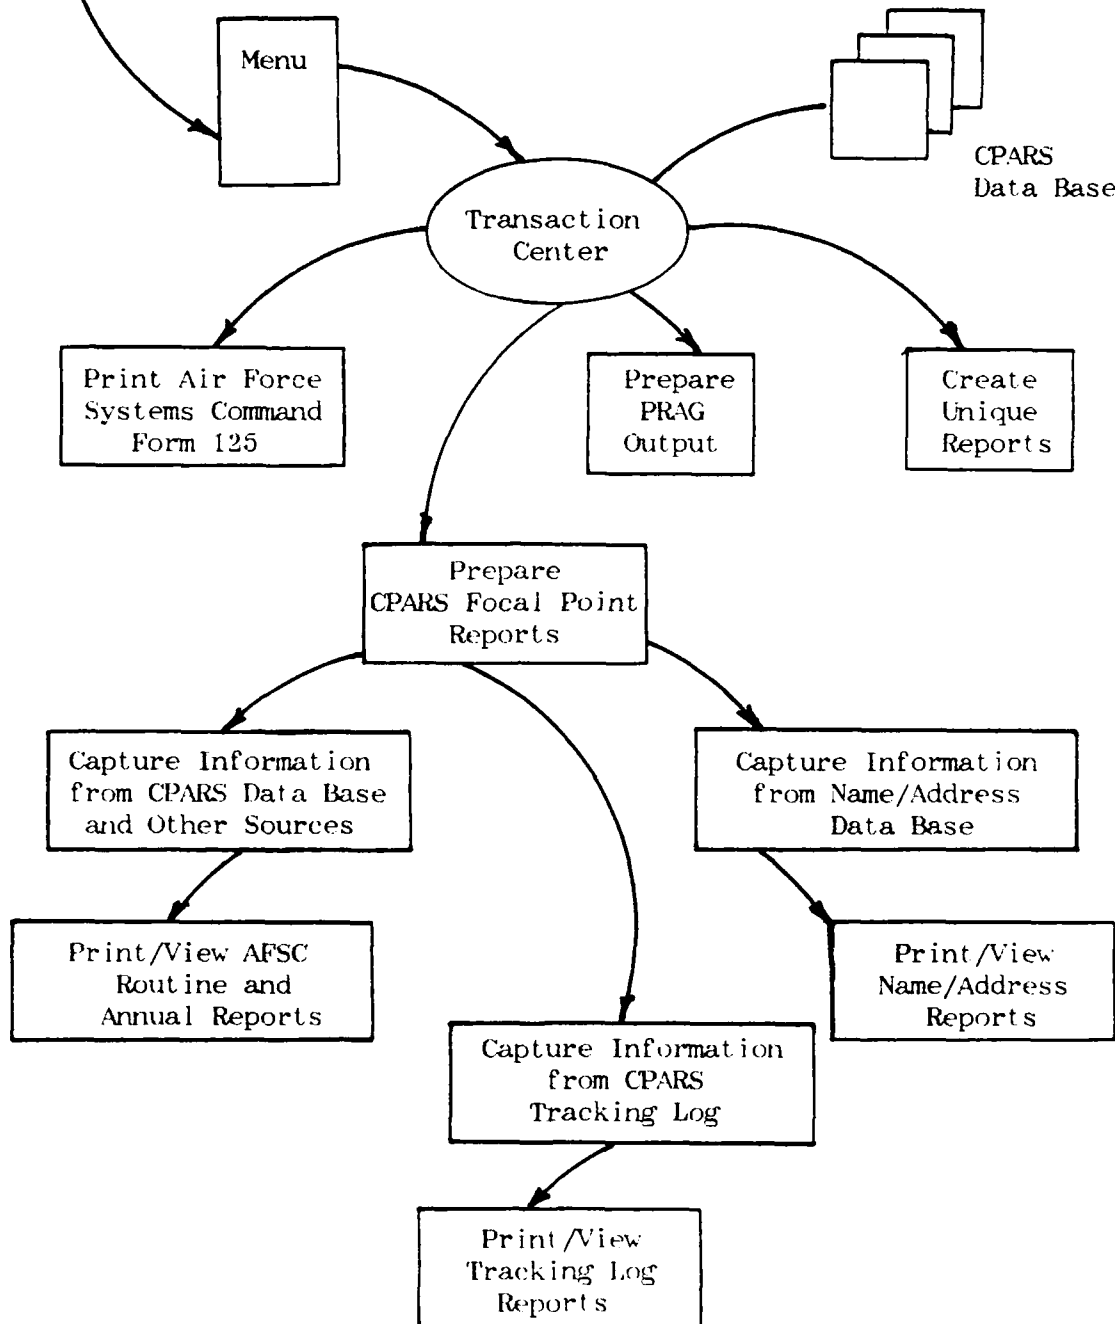 Menu
CPARS
Data Base
Transaction
Center
Print Air Force
Systems Command
Form 125
Prepare
PRAG
Output
Create
Unique
Reports
Prepare
CPARS Focal Point
Reports
Capture Information
from CPARS Data Base
and Other Sources
Capture Information
from Name/Address
Data Base
Print/View AFSC
Routine and
Annual Reports
Print/View
Name/Address
Reports
Capture Information
from CPARS
Tracking Log
Print/View
Tracking Log
Reports